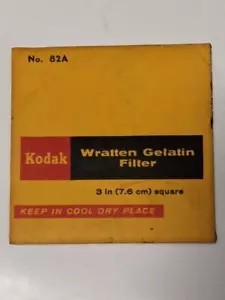 No. 82A
Kodak
Wratten Gelatin
Filter
3 in (7.6 cm) square
KEEP IN COOL DRY PLACE